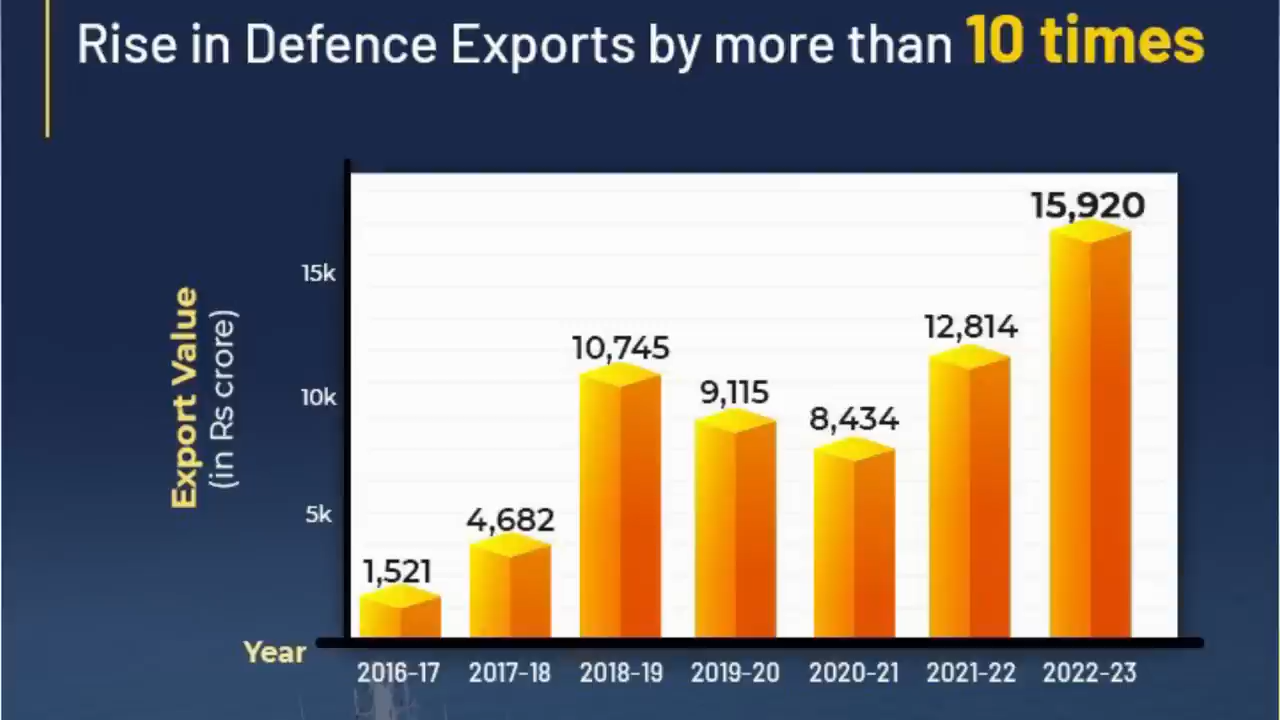 Rise in Defence Exports by more than 10 times
Export Value
(in Rs crore)
15k
10k
5k
1,521
4,682
10,745
9,115
8,434
12,814
15,920
Year
2016-17
2017-18
2018-19
2019-20
2020-21
2021-22
2022-23